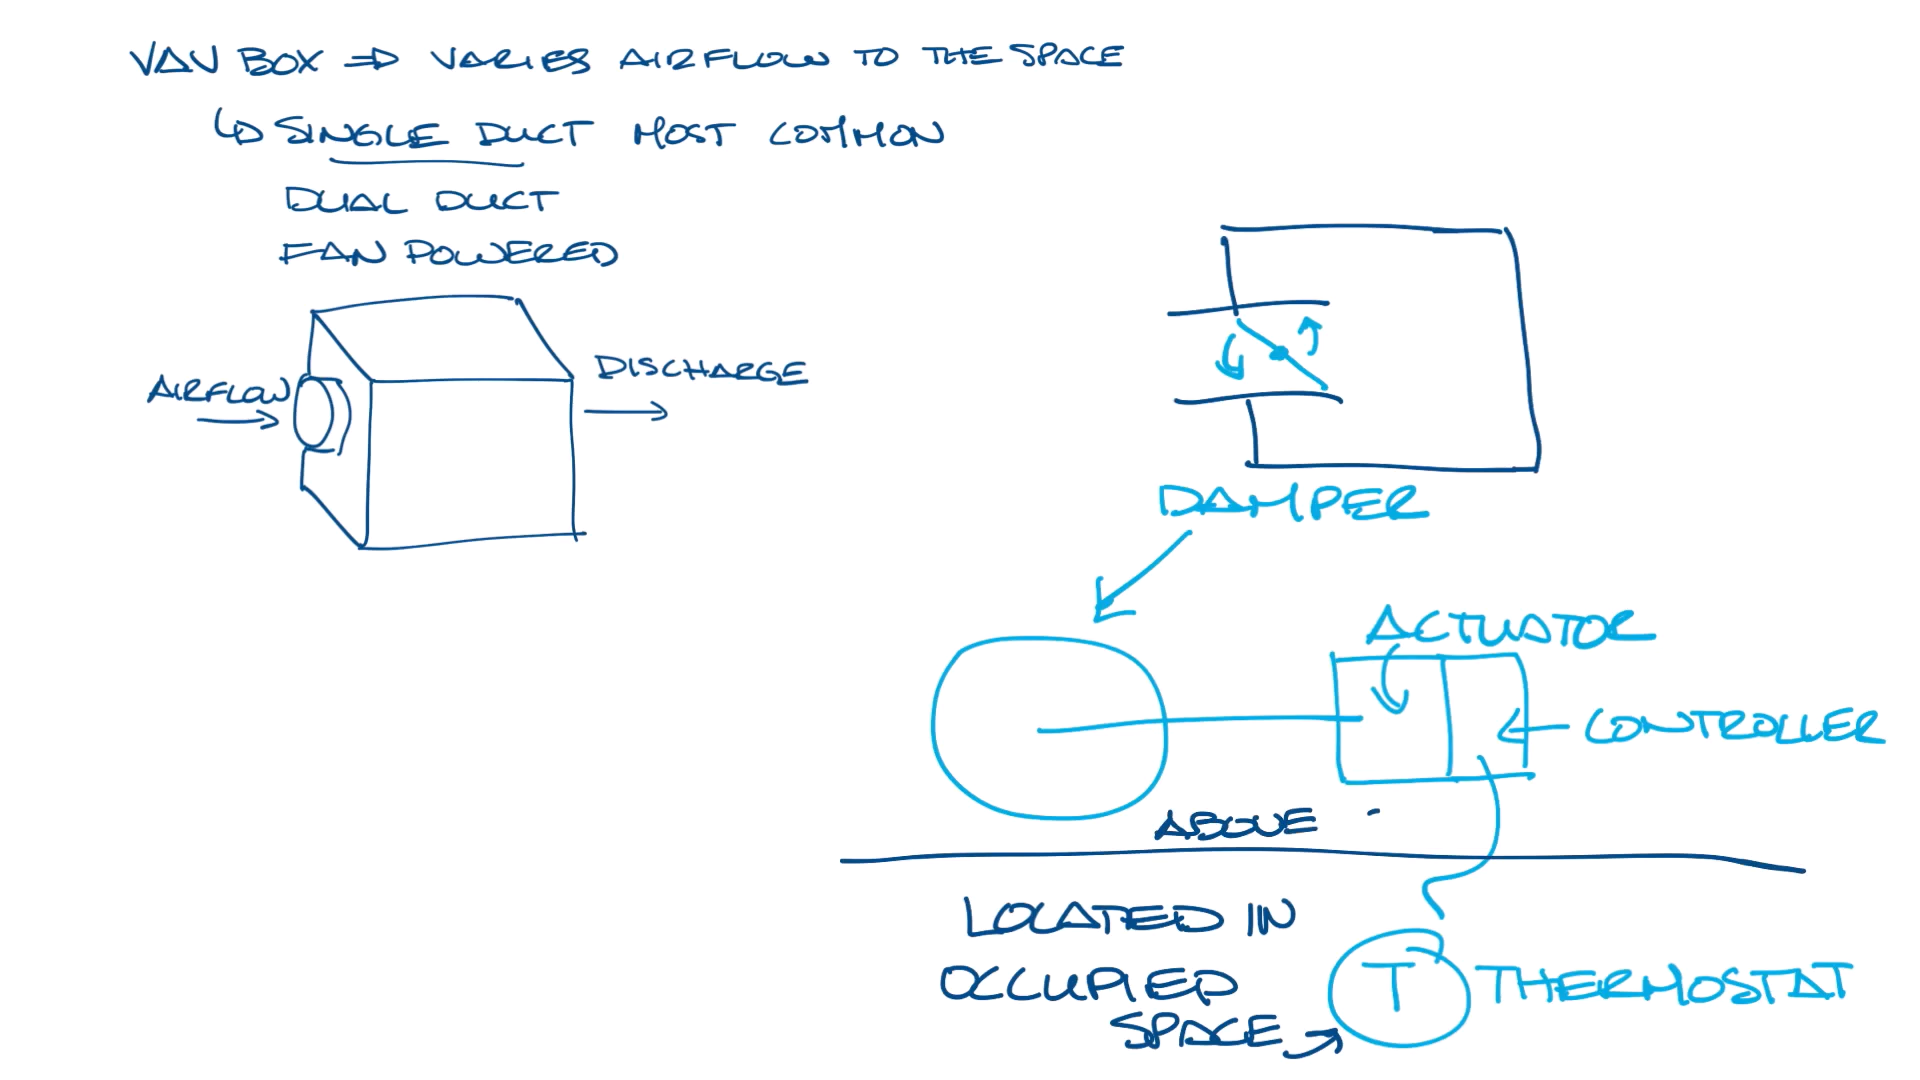 VAV BOX ⇒ VARIES AIRFLOW TO THE SPACE
↳ SINGLE DUCT MOST COMMON
DUAL DUCT
FAN POWERED
AIRFLOW
DISCHARGE
DAMPER
ACTUATOR
CONTROLLER
ABOVE
LOCATED IN
OCCUPIED
SPACE
T
THERMOSTAT